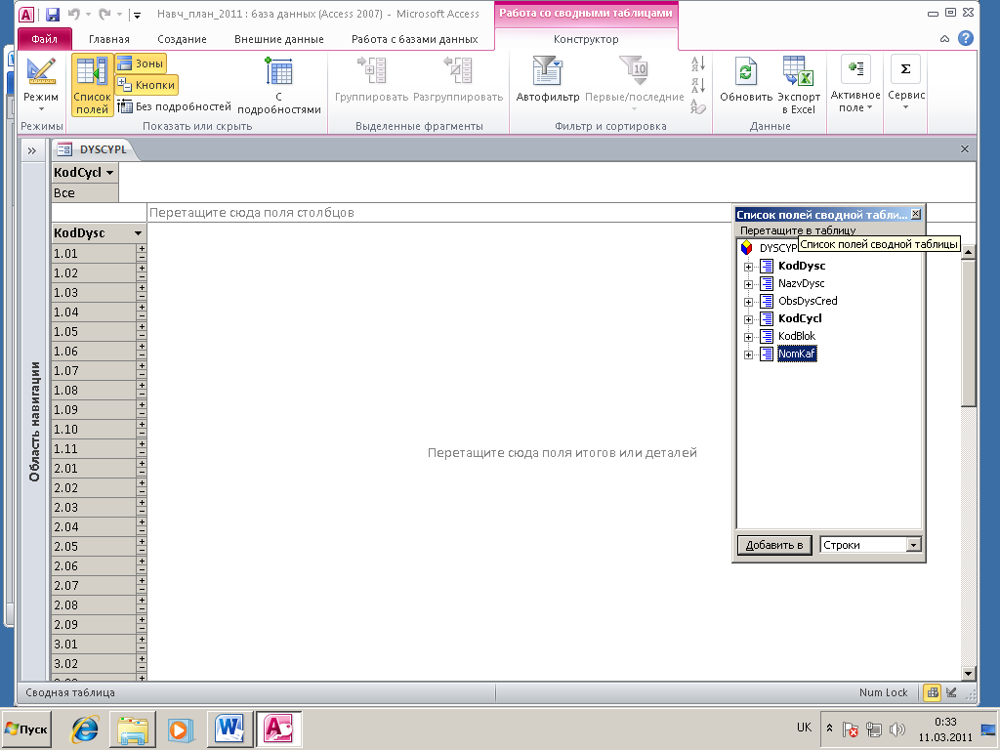 Навч_план_2011 : база данных (Access 2007) - Microsoft Access
Работа со сводными таблицами
Файл
Главная
Создание
Внешние данные
Работа с базами данных
Конструктор
Режим
Режимы
Список полей
Зоны
Кнопки
Без подробностей
С подробностями
Показать или скрыть
Группировать
Разгруппировать
Выделенные фрагменты
Автофильтр
Первые/последние
Фильтр и сортировка
Обновить
Экспорт в Excel
Данные
Активное поле
Сервис
DYSCYPL
KodCycl
Все
Перетащите сюда поля столбцов
KodDysc
1.01
1.02
1.03
1.04
1.05
1.06
1.07
1.08
1.09
1.10
1.11
2.01
2.02
2.03
2.04
2.05
2.06
2.07
2.08
2.09
3.01
3.02
Область навигации
Перетащите сюда поля итогов или деталей
Список полей сводной табли...
Перетащите в таблицу
Список полей сводной таблицы
DYSCYP
KodDysc
NazvDysc
ObsDysCred
KodCycl
KodBlok
NomKaf
Добавить в
Строки
Сводная таблица
Num Lock
Пуск
UK
0:33
11.03.2011